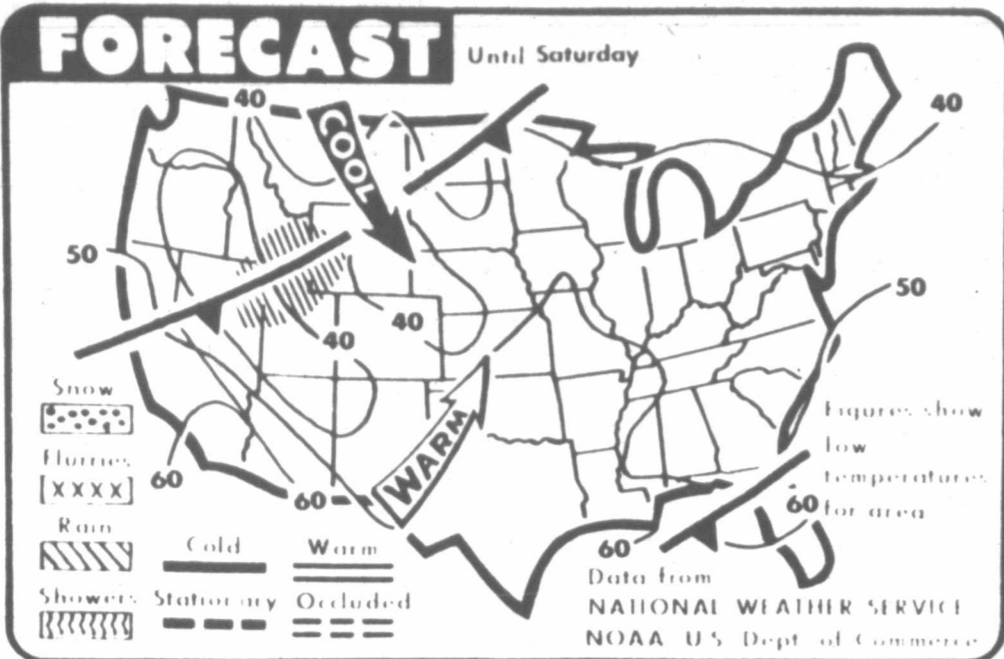 FORECAST Until Saturday
40
COOL
40
50
50
40
40
Snow
Flurries
XXXX
60
60
WARM
Figures show
low
temperatures
for area
60
60
Rain
Cold Warm
Showers Stationary Occluded
Data from
NATIONAL WEATHER SERVICE
NOAA U S Dept. of Commerce